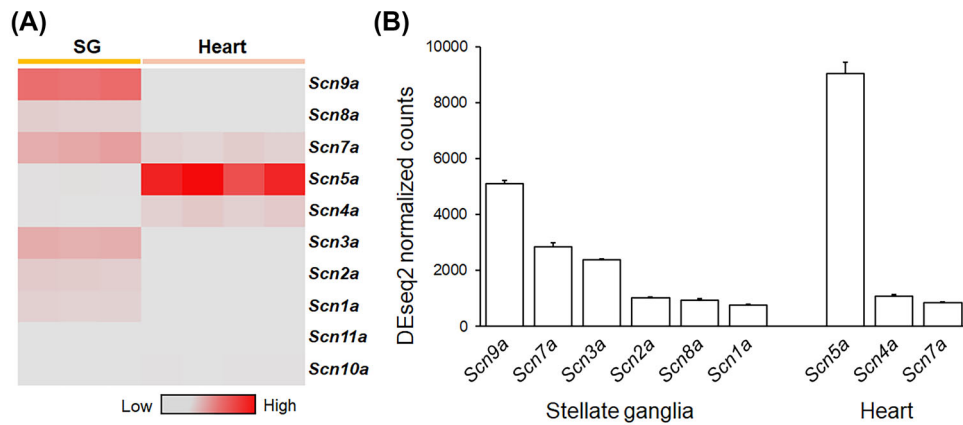 (A)
SG Heart
Scn9a
Scn8a
Scn7a
Scn5a
Scn4a
Scn3a
Scn2a
Scn1a
Scn11a
Scn10a
Low High
(B)
DEseq2 normalized counts
10000
8000
6000
4000
2000
0
Scn9a Scn7a Scn3a Scn2a Scn8a Scn1a Scn5a Scn4a Scn7a
Stellate ganglia Heart